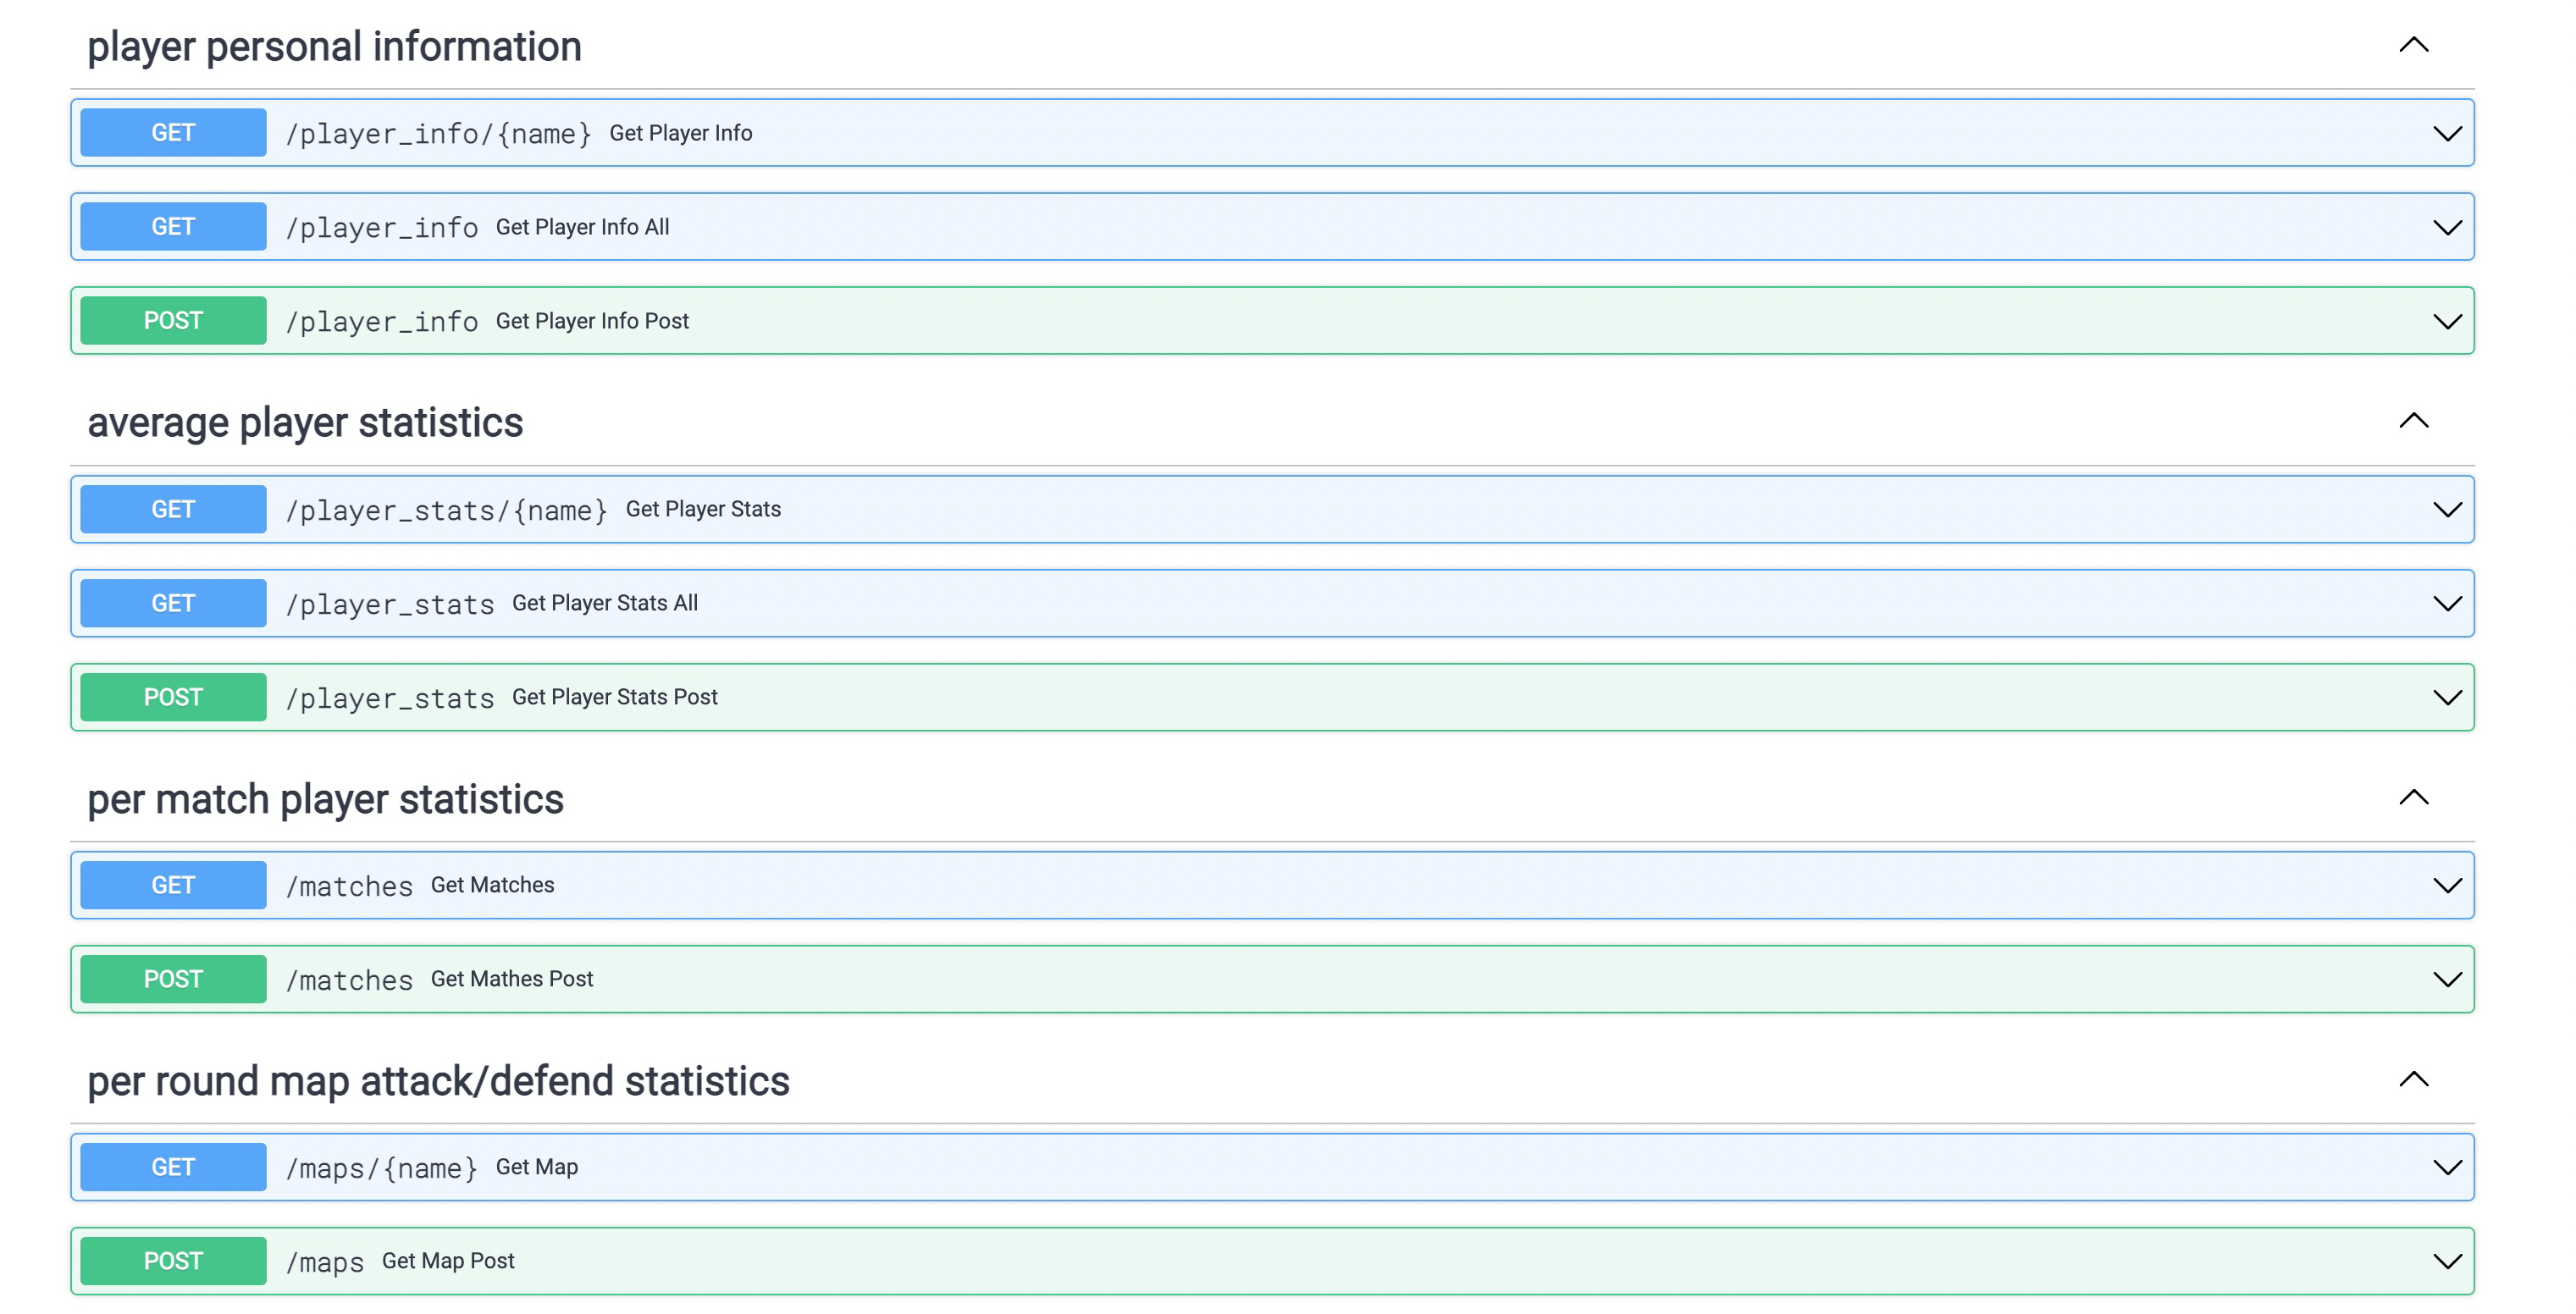 player personal information
GET /player_info/{name} Get Player Info
GET /player_info Get Player Info All
POST /player_info Get Player Info Post
average player statistics
GET /player_stats/{name} Get Player Stats
GET /player_stats Get Player Stats All
POST /player_stats Get Player Stats Post
per match player statistics
GET /matches Get Matches
POST /matches Get Mathes Post
per round map attack/defend statistics
GET /maps/{name} Get Map
POST /maps Get Map Post